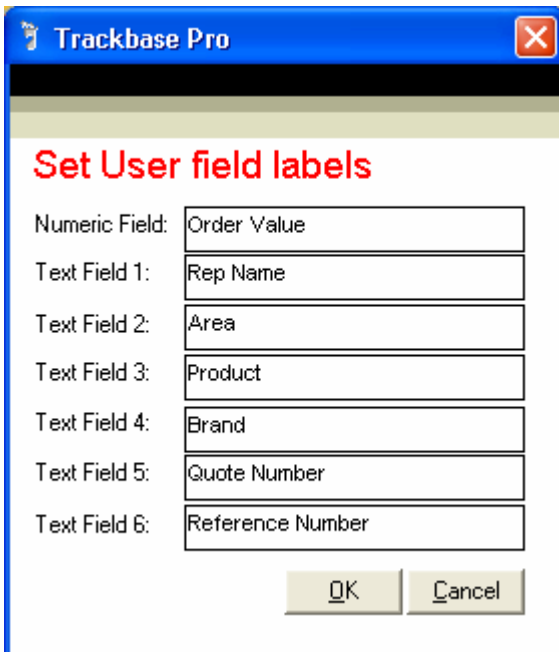 Trackbase Pro
Set User field labels
Numeric Field: Order Value
Text Field 1: Rep Name
Text Field 2: Area
Text Field 3: Product
Text Field 4: Brand
Text Field 5: Quote Number
Text Field 6: Reference Number
OK Cancel